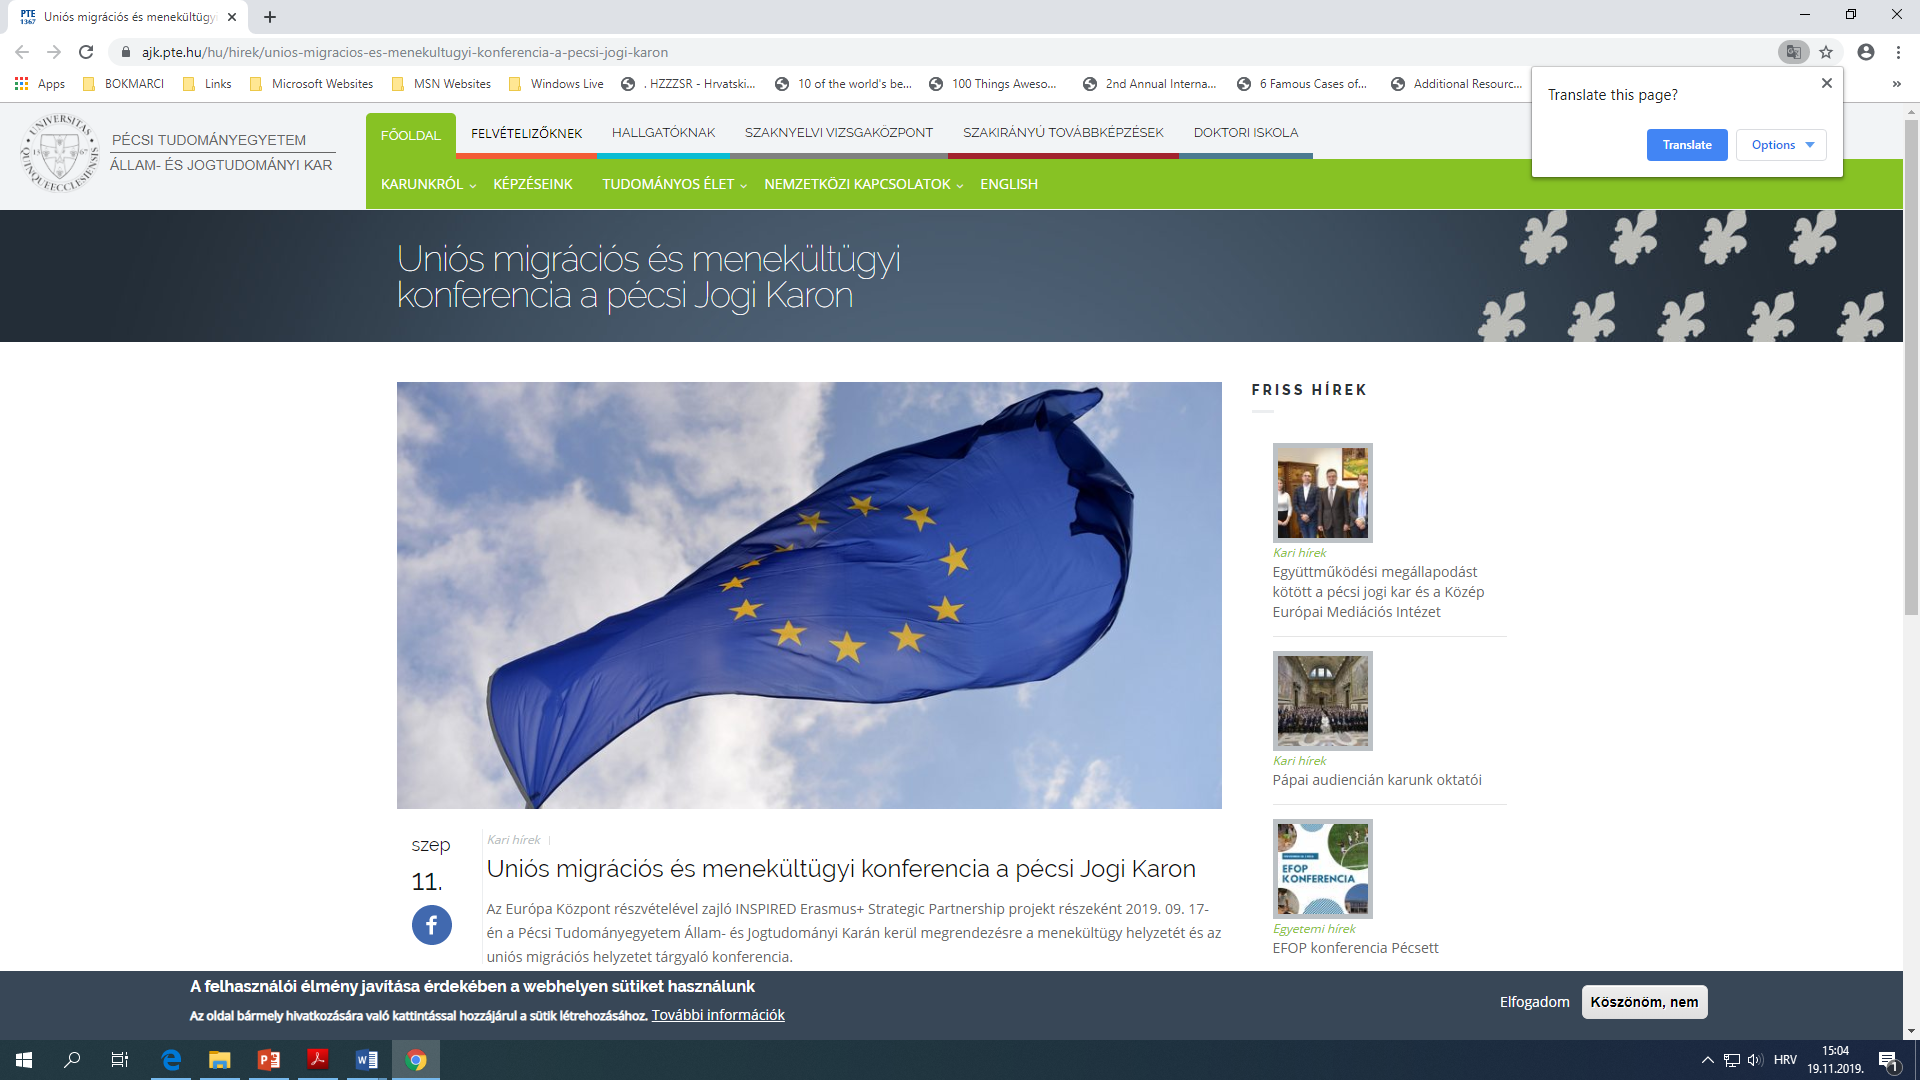 PTE
1367
Uniós migrációs és menekültügyi
ajk.pte.hu/hu/hirek/unios-migracios-es-menekultugyi-konferencia-a-pecsi-jogi-karon
Apps
BOKMARCI
Links
Microsoft Websites
MSN Websites
Windows Live
. HZZZSR - Hrvatski...
10 of the world's be...
100 Things Aweso...
2nd Annual Interna...
6 Famous Cases of...
Additional Resourc...
»
Translate this page?
Translate
Options
UNIVERSITAS
QUINQUEECCLESIENSIS
PÉCSI TUDOMÁNYEGYETEM
ÁLLAM- ÉS JOGTUDOMÁNYI KAR
FŐOLDAL
FELVÉTELIZŐKNEK
HALLGATÓKNAK
SZAKNYELVI VIZSGAKÖZPONT
SZAKIRÁNYÚ TOVÁBBKÉPZÉSEK
DOKTORI ISKOLA
KARUNKRÓL
KÉPZÉSEINK
TUDOMÁNYOS ÉLET
NEMZETKÖZI KAPCSOLATOK
ENGLISH
Uniós migrációs és menekültügyi
konferencia a pécsi Jogi Karon
FRISS HÍREK
Kari hírek
Együttműködési megállapodást
kötött a pécsi jogi kar és a Közép
Európai Mediációs Intézet
Kari hírek
Pápai audiencián karunk oktatói
EFOP
KONFERENCIA
Egyetemi hírek
EFOP konferencia Pécsett
szep
11.
Kari hírek
Uniós migrációs és menekültügyi konferencia a pécsi Jogi Karon
Az Európa Központ részvételével zajló INSPIRED Erasmus+ Strategic Partnership projekt részeként 2019. 09. 17-
én a Pécsi Tudományegyetem Állam- és Jogtudományi Karán kerül megrendezésre a menekültügy helyzetét és az
uniós migrációs helyzetet tárgyaló konferencia.
A felhasználói élmény javítása érdekében a webhelyen sütiket használunk
Az oldal bármely hivatkozására való kattintással hozzájárul a sütik létrehozásához. További információk
Elfogadom
Köszönöm, nem
HRV
15:04
19.11.2019.
1